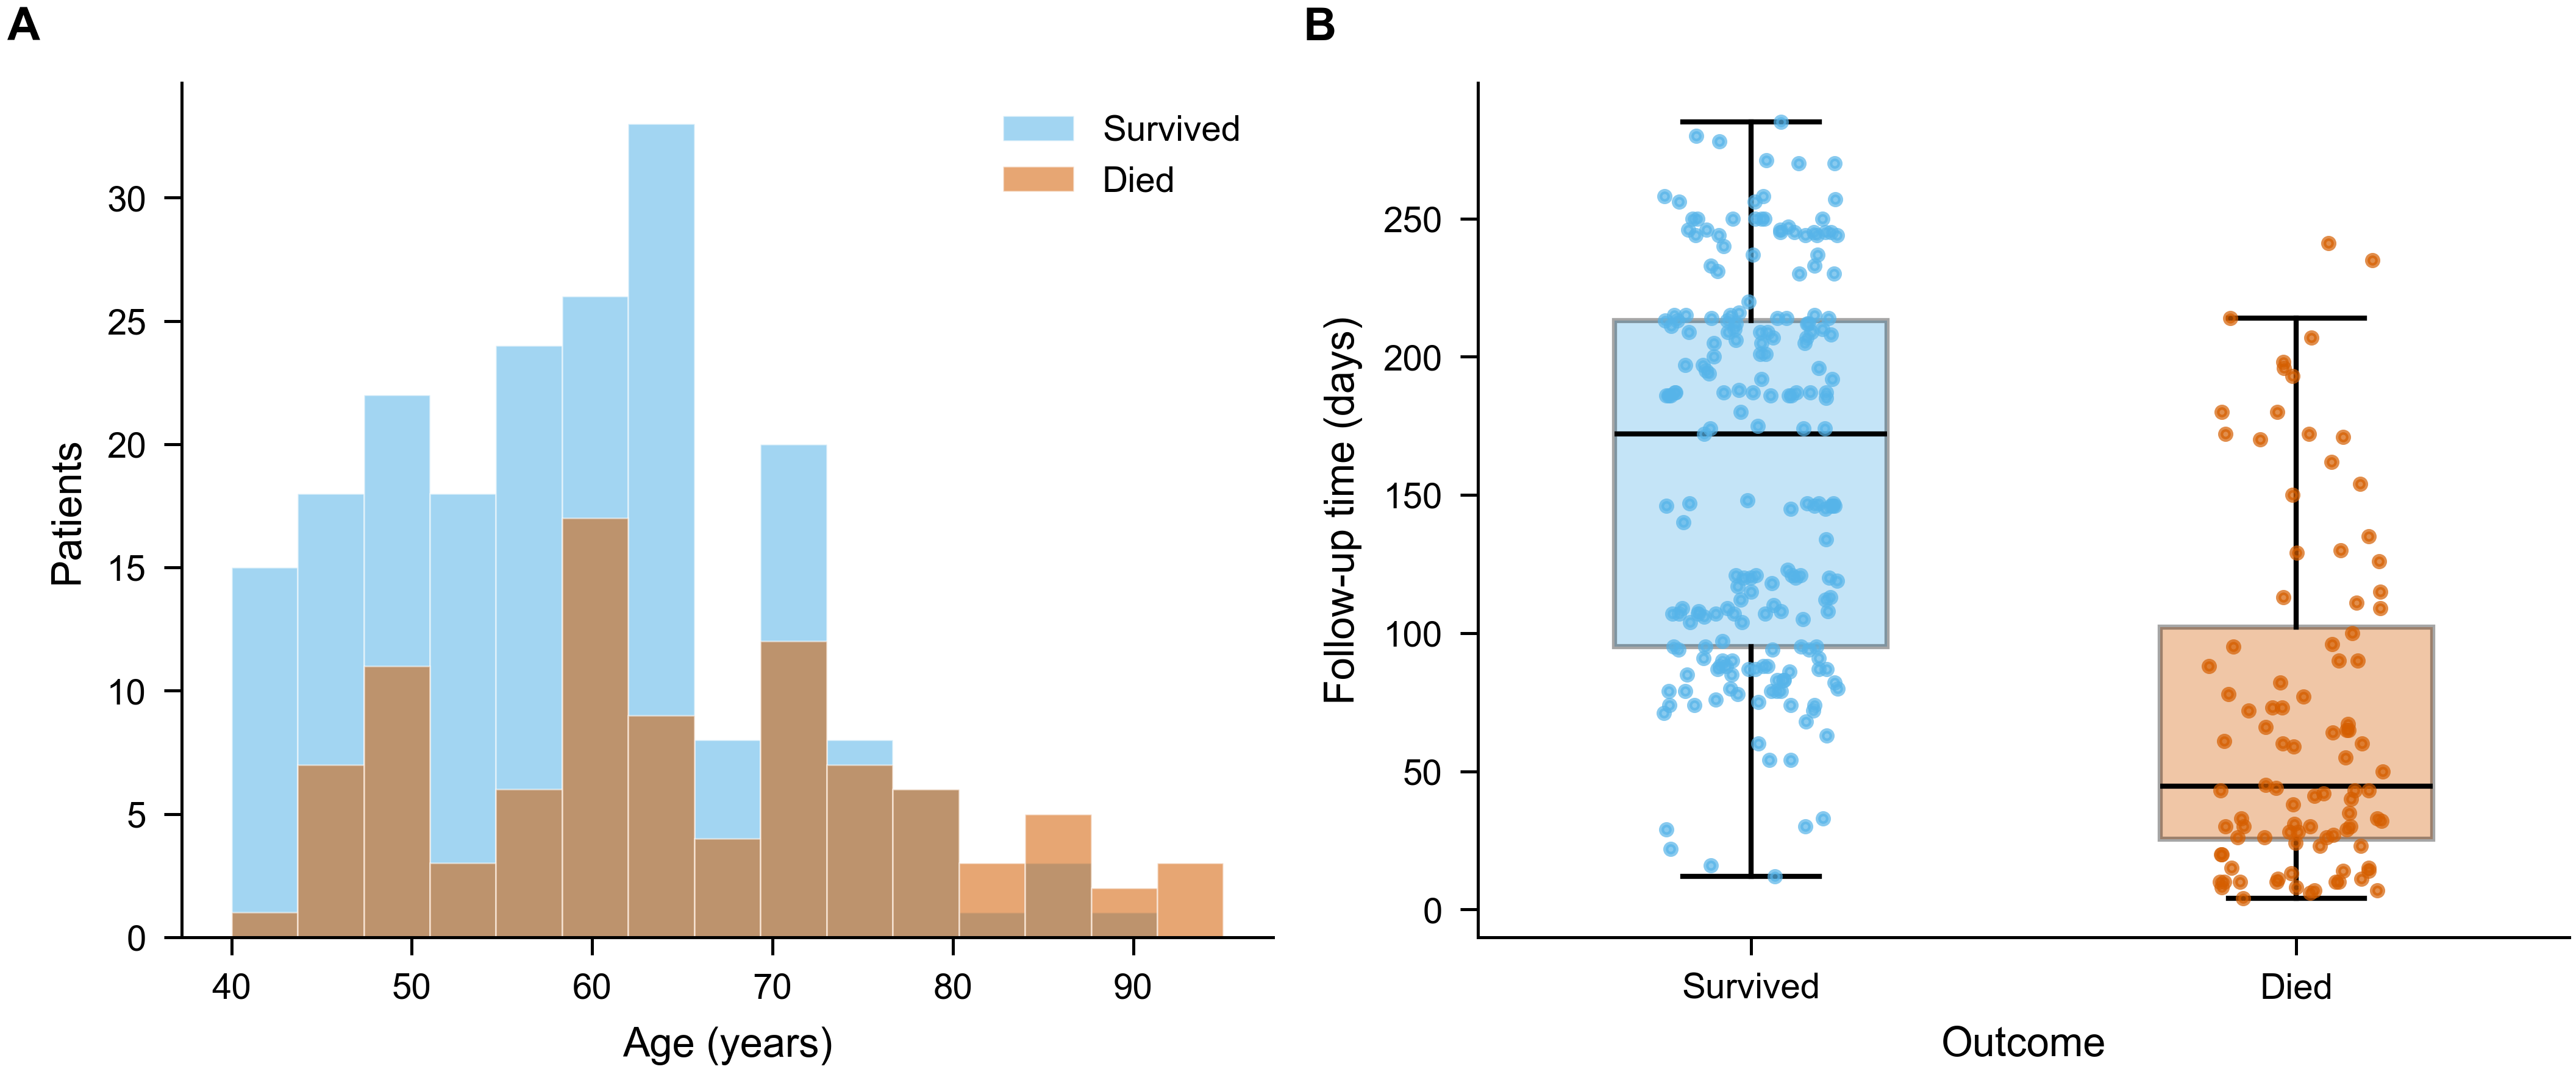 A
Patients
30
25
20
15
10
5
0
40 50 60 70 80 90
Age (years)
Survived
Died
B
Follow-up time (days)
250
200
150
100
50
0
Survived Died
Outcome